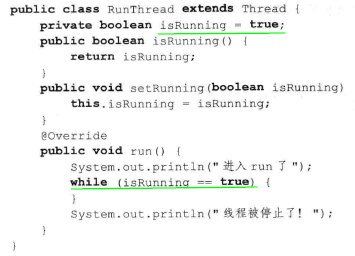 public class RunThread extends Thread {
    private boolean isRunning = true;
    public boolean isRunning() {
        return isRunning;
    }
    public void setRunning(boolean isRunning)
        this.isRunning = isRunning;
    }
    @Override
    public void run() {
        System.out.println("进入 run 了");
        while (isRunning == true) {
        }
        System.out.println("线程被停止了! ");
    }
}